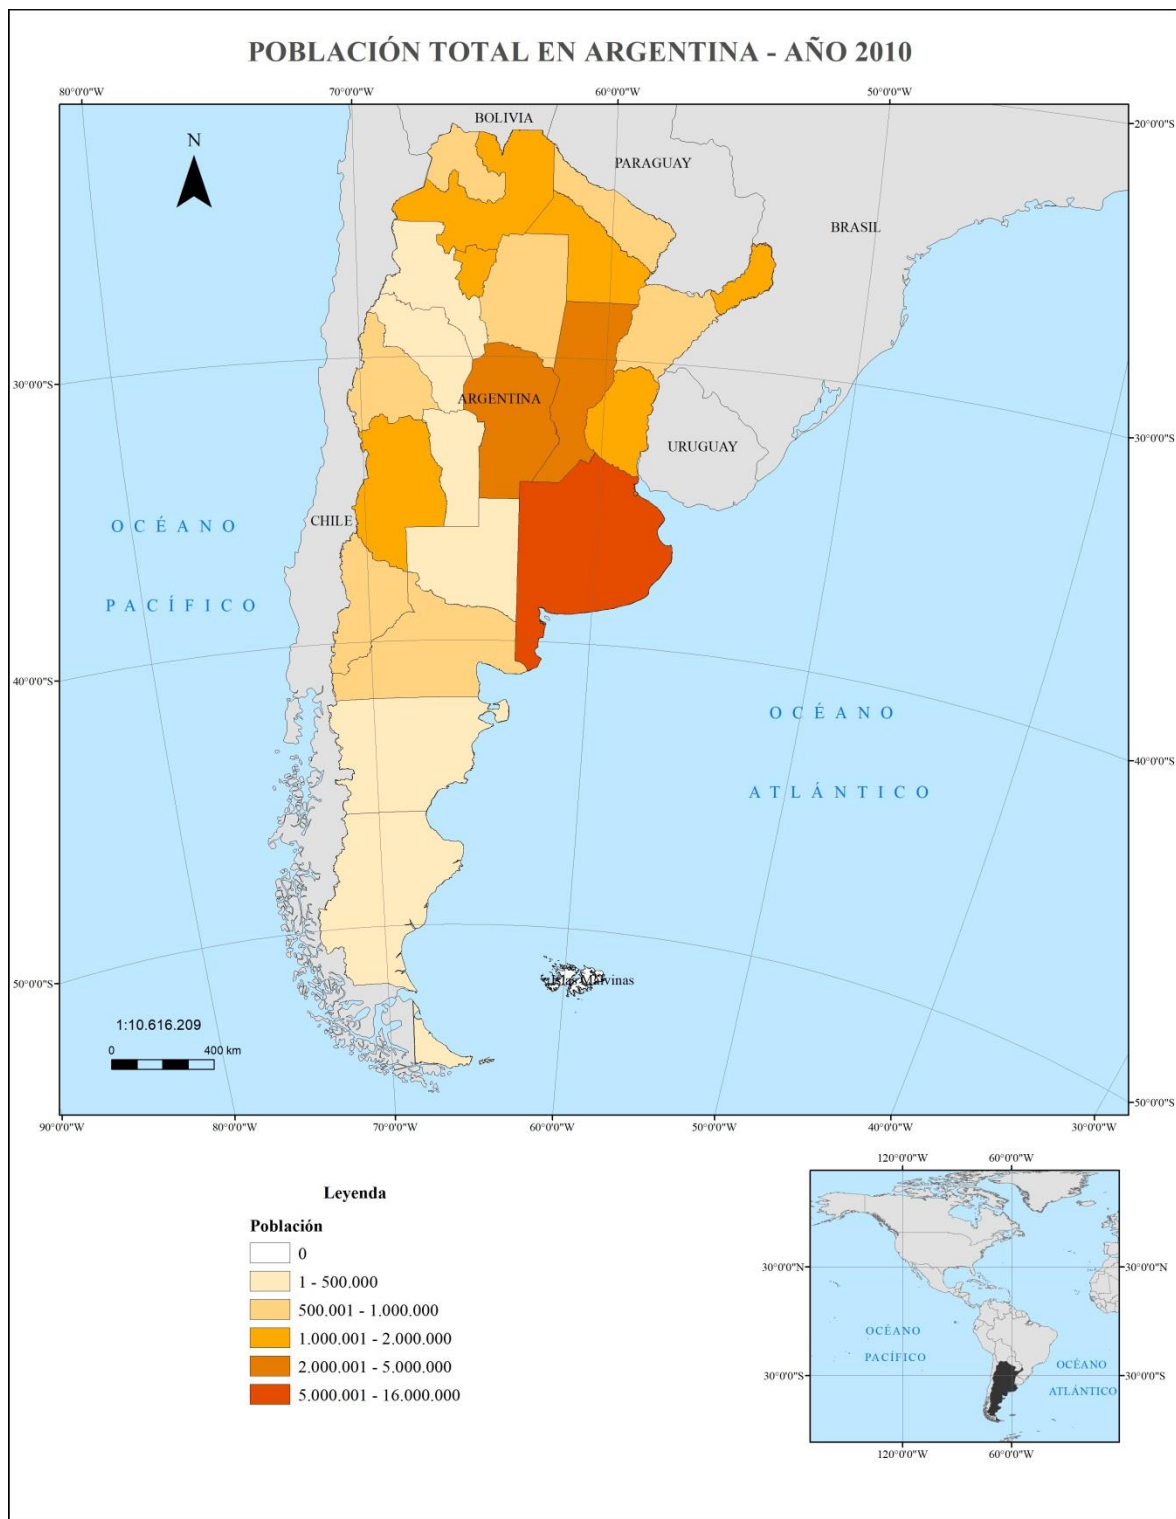 POBLACIÓN TOTAL EN ARGENTINA - AÑO 2010
80°0'0"W
70°0'0"W
60°0'0"W
50°0'0"W
N
BOLIVIA
20°0'0"S
PARAGUAY
BRASIL
30°0'0"S
ARGENTINA
30°0'0"S
URUGUAY
CHILE
OCÉANO
PACÍFICO
40°0'0"S
OCÉANO
40°0'0"S
ATLÁNTICO
50°0'0"S
Islas Malvinas
1:10.616.209
0 400 km
50°0'0"S
90°0'0"W
80°0'0"W
70°0'0"W
60°0'0"W
50°0'0"W
40°0'0"W
30°0'0"W
Leyenda
Población
0
1 - 500.000
500.001 - 1.000.000
1.000.001 - 2.000.000
2.000.001 - 5.000.000
5.000.001 - 16.000.000
120°0'0"W
60°0'0"W
30°0'0"N
30°0'0"N
OCÉANO
PACÍFICO
OCÉANO
ATLÁNTICO
30°0'0"S
30°0'0"S
120°0'0"W
60°0'0"W